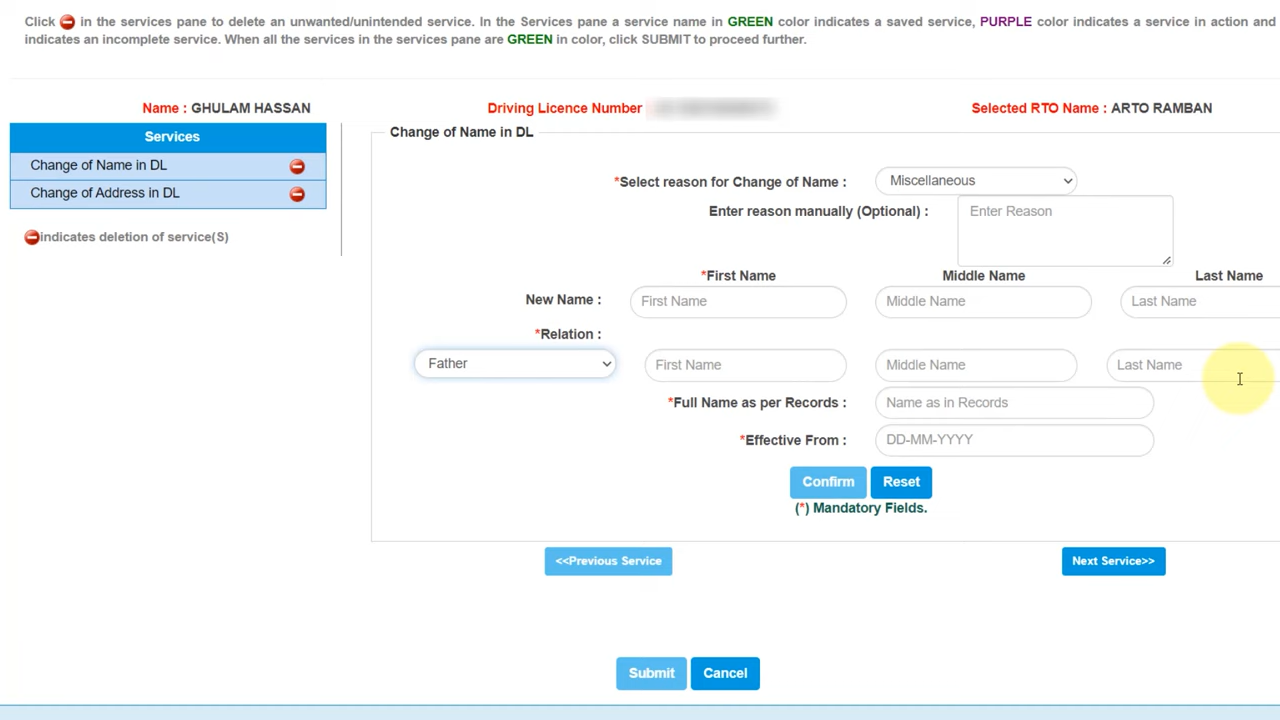 Click in the services pane to delete an unwanted/unintended service. In the Services pane a service name in GREEN color indicates a saved service, PURPLE color indicates a service in action and
indicates an incomplete service. When all the services in the services pane are GREEN in color, click SUBMIT to proceed further.
Name : GHULAM HASSAN Driving Licence Number Selected RTO Name : ARTO RAMBAN
Services
Change of Name in DL
Change of Address in DL
indicates deletion of service(S)
Change of Name in DL
*Select reason for Change of Name : Miscellaneous
Enter reason manually (Optional) : Enter Reason
*First Name Middle Name Last Name
New Name : First Name Middle Name Last Name
*Relation :
Father First Name Middle Name Last Name
*Full Name as per Records : Name as in Records
*Effective From : DD-MM-YYYY
Confirm Reset
(*) Mandatory Fields.
<<Previous Service Next Service>>
Submit Cancel